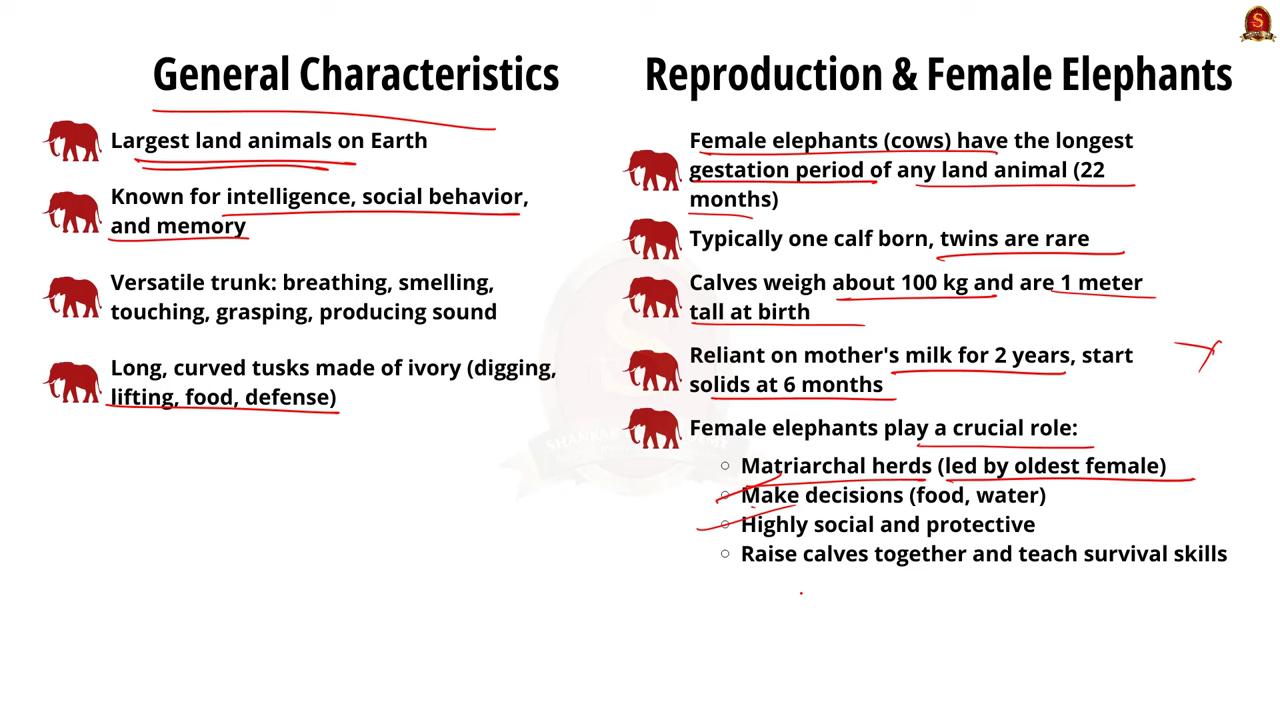 General Characteristics
Largest land animals on Earth
Known for intelligence, social behavior,
and memory
Versatile trunk: breathing, smelling,
touching, grasping, producing sound
Long, curved tusks made of ivory (digging,
lifting, food, defense)
Reproduction & Female Elephants
Female elephants (cows) have the longest
gestation period of any land animal (22
months)
Typically one calf born, twins are rare
Calves weigh about 100 kg and are 1 meter
tall at birth
Reliant on mother's milk for 2 years, start
solids at 6 months
Female elephants play a crucial role:
Matriarchal herds (led by oldest female)
Make decisions (food, water)
Highly social and protective
Raise calves together and teach survival skills